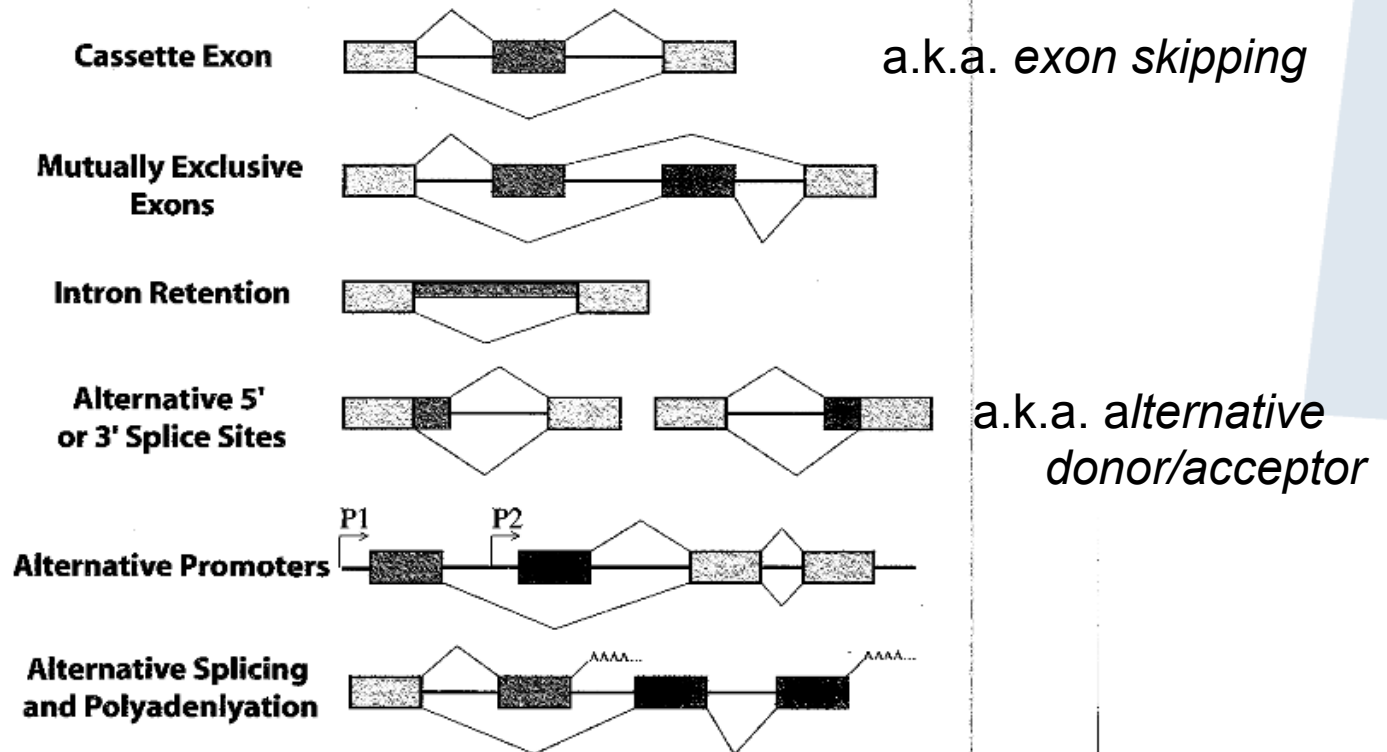 Cassette Exon
a.k.a. exon skipping
Mutually Exclusive
Exons
Intron Retention
Alternative 5'
or 3' Splice Sites
a.k.a. alternative
donor/acceptor
P1
P2
Alternative Promoters
AAAA...
AAAA...
Alternative Splicing
and Polyadenlyation